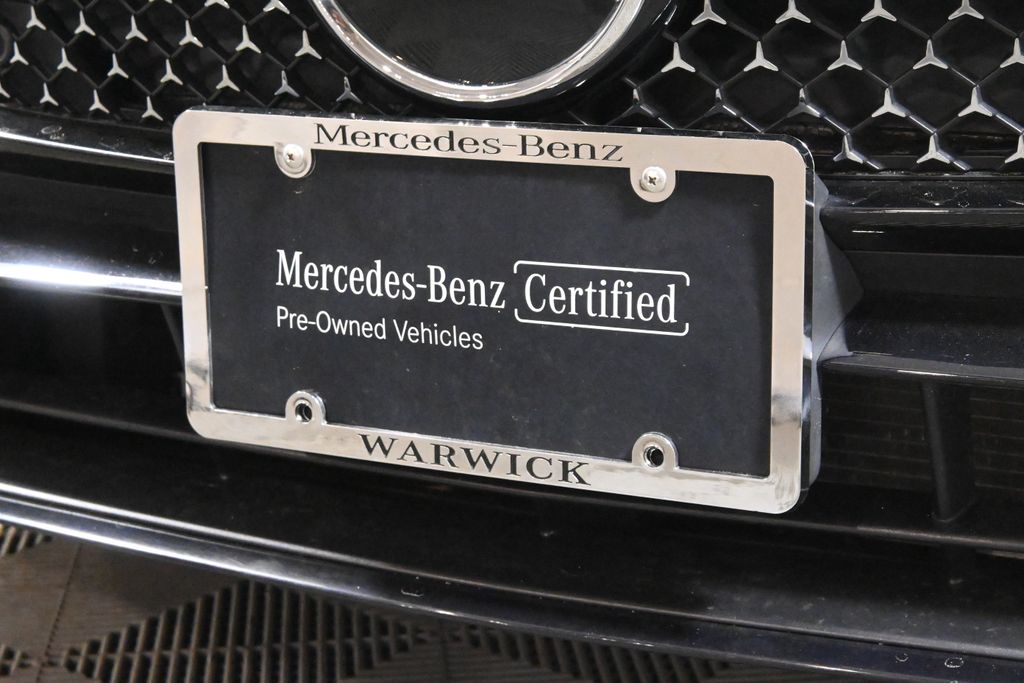 Mercedes-Benz
Mercedes-Benz Certified
Pre-Owned Vehicles
WARWICK